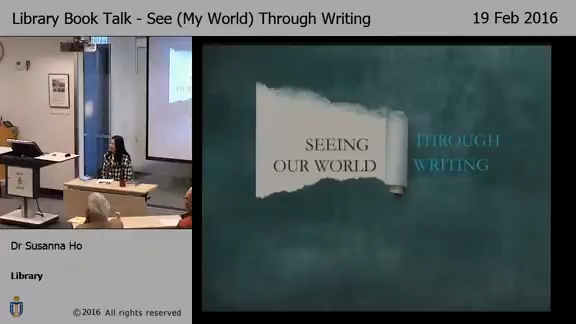 Library Book Talk - See (My World) Through Writing
19 Feb 2016
SEEING
OUR WORLD
THROUGH
WRITING
Dr Susanna Ho
Library
©2016 All rights reserved